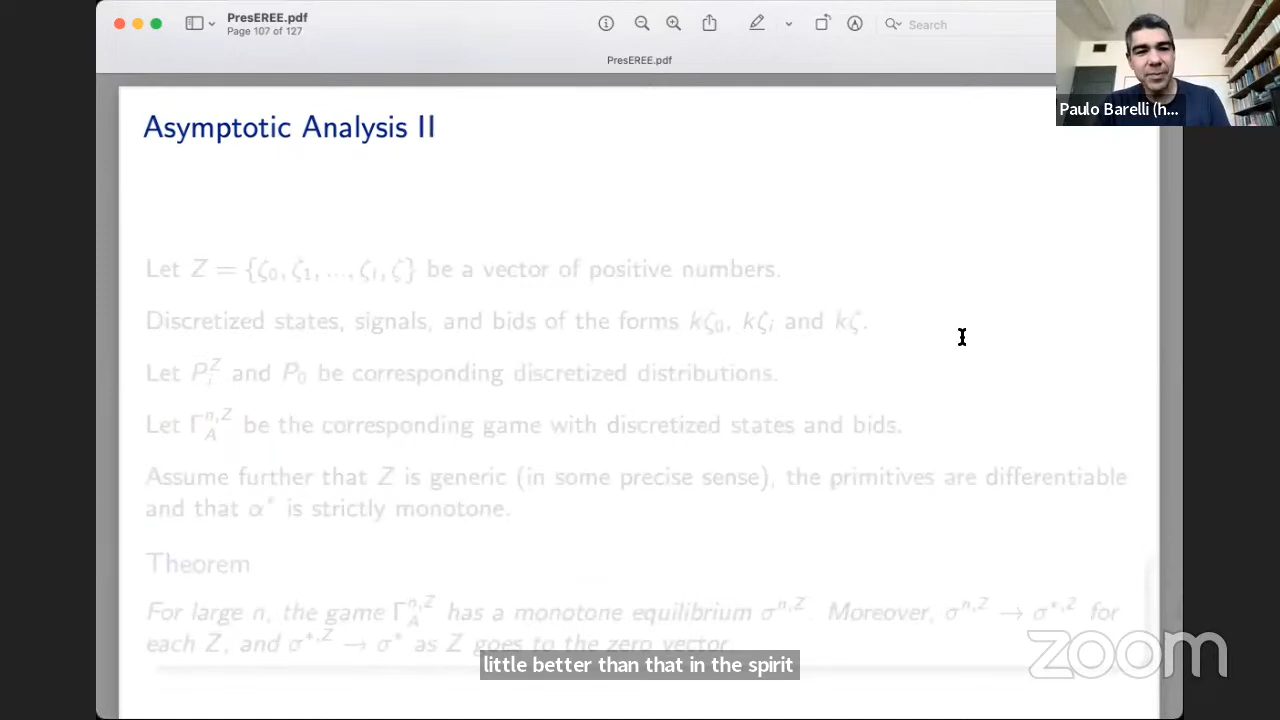 PresEREE.pdf
Page 107 of 127
Search
PresEREE.pdf
Paulo Barelli (h...
Asymptotic Analysis II
Let Z = {ζ₀, ζ₁, ..., ζᵢ, ζ} be a vector of positive numbers.
Discretized states, signals, and bids of the forms kζ₀, kζᵢ and kζ.
Let Pᵢ^Z and P₀ be corresponding discretized distributions.
Let Γ_A^{n,Z} be the corresponding game with discretized states and bids.
Assume further that Z is generic (in some precise sense), the primitives are differentiable
and that α* is strictly monotone.
Theorem
For large n, the game Γ_A^{n,Z} has a monotone equilibrium σ^{n,Z}. Moreover, σ^{n,Z} → σ^{*,Z} for
each Z, and σ^{*,Z} → σ* as Z goes to the zero vector.
little better than that in the spirit
zoom